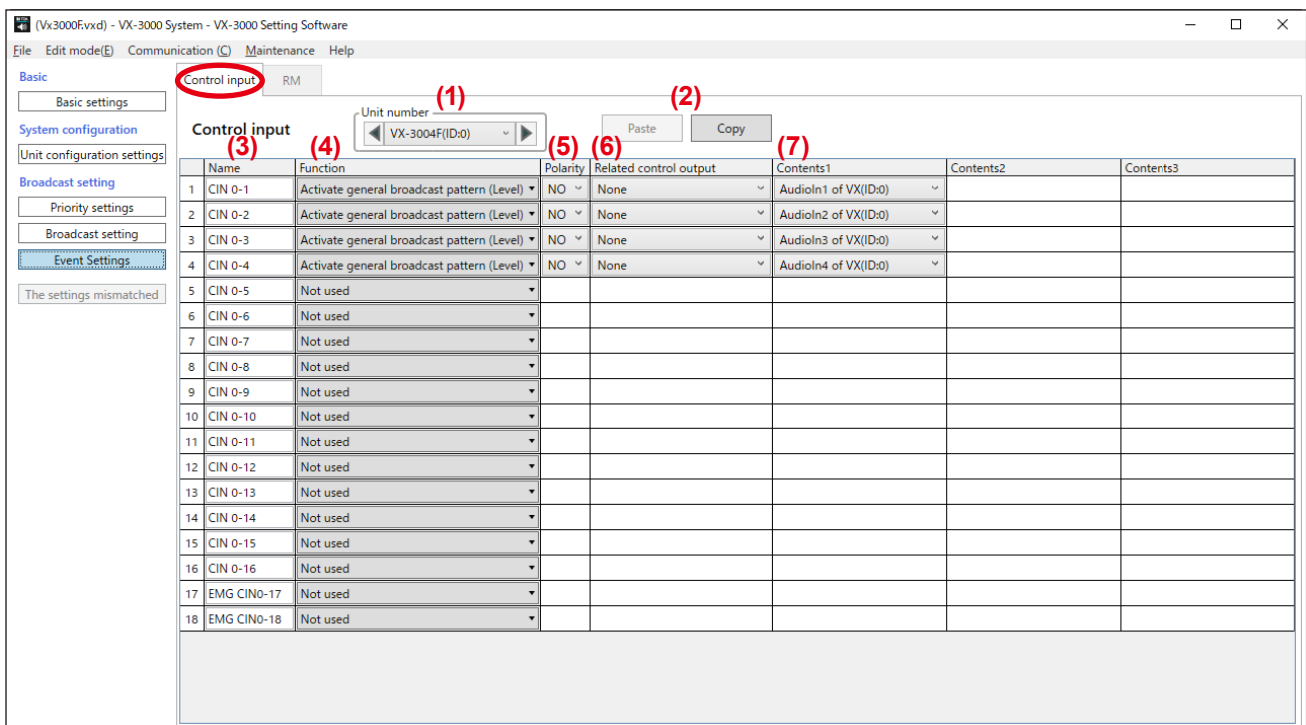 (Vx3000F.vxd) - VX-3000 System - VX-3000 Setting Software
File Edit mode(E) Communication (C) Maintenance Help
Basic
Basic settings
System configuration
Unit configuration settings
Broadcast setting
Priority settings
Broadcast setting
Event Settings
The settings mismatched
Control input RM
(1) (2)
Control input Unit number VX-3004F(ID:0) Paste Copy
(3) (4) (5) (6) (7)
Name Function Polarity Related control output Contents1 Contents2 Contents3
1 CIN 0-1 Activate general broadcast pattern (Level) NO None AudioIn1 of VX(ID:0)
2 CIN 0-2 Activate general broadcast pattern (Level) NO None AudioIn2 of VX(ID:0)
3 CIN 0-3 Activate general broadcast pattern (Level) NO None AudioIn3 of VX(ID:0)
4 CIN 0-4 Activate general broadcast pattern (Level) NO None AudioIn4 of VX(ID:0)
5 CIN 0-5 Not used
6 CIN 0-6 Not used
7 CIN 0-7 Not used
8 CIN 0-8 Not used
9 CIN 0-9 Not used
10 CIN 0-10 Not used
11 CIN 0-11 Not used
12 CIN 0-12 Not used
13 CIN 0-13 Not used
14 CIN 0-14 Not used
15 CIN 0-15 Not used
16 CIN 0-16 Not used
17 EMG CIN0-17 Not used
18 EMG CIN0-18 Not used